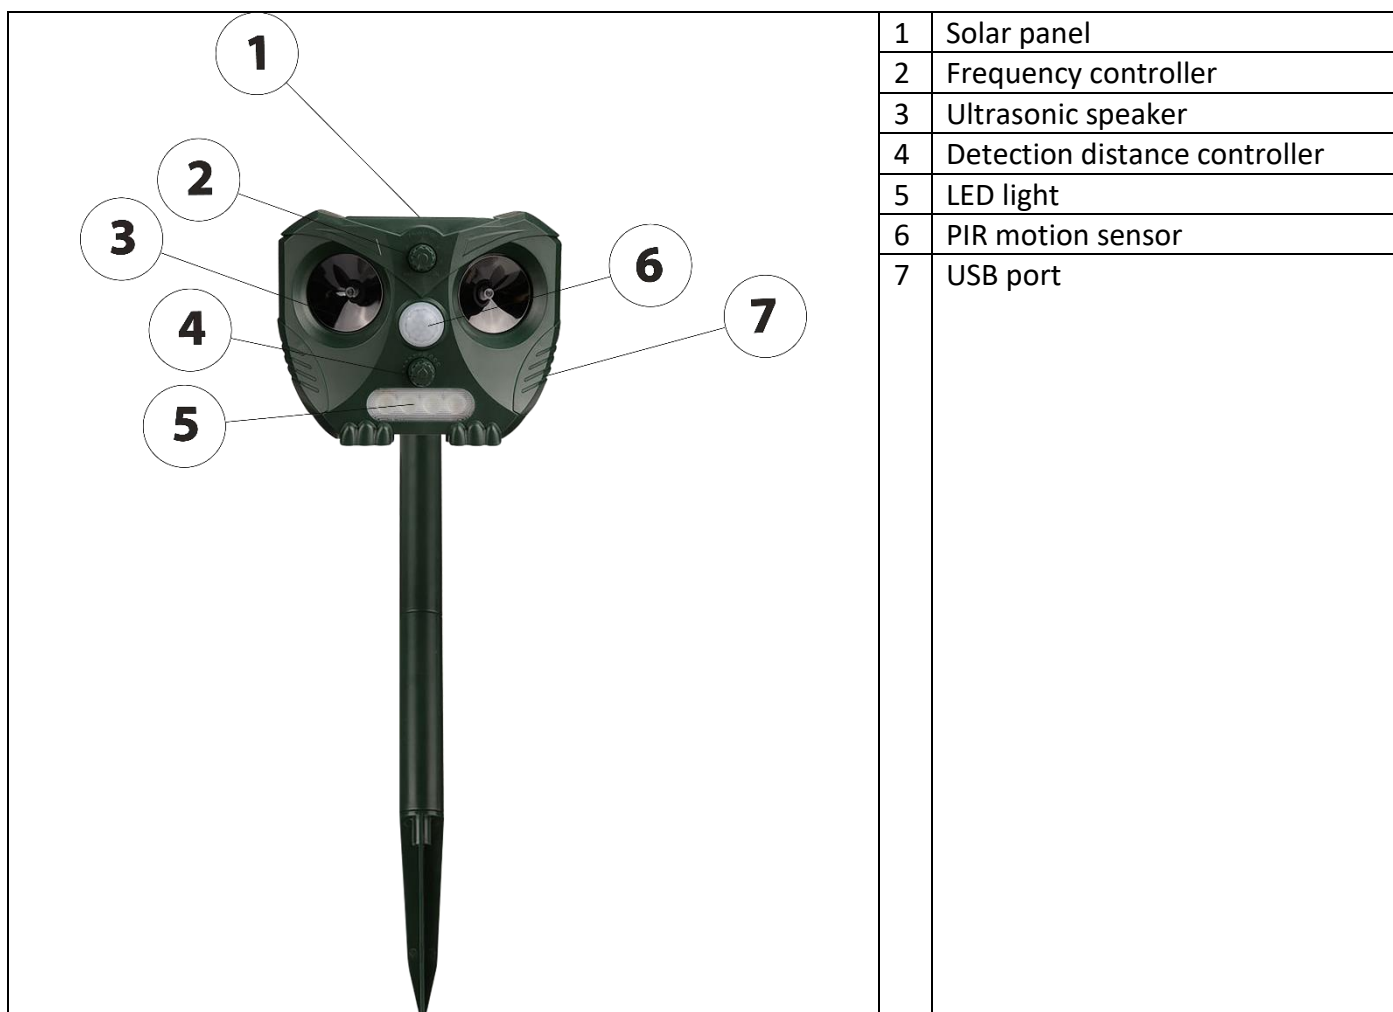 1
2
3
4
5
6
7
1 Solar panel
2 Frequency controller
3 Ultrasonic speaker
4 Detection distance controller
5 LED light
6 PIR motion sensor
7 USB port